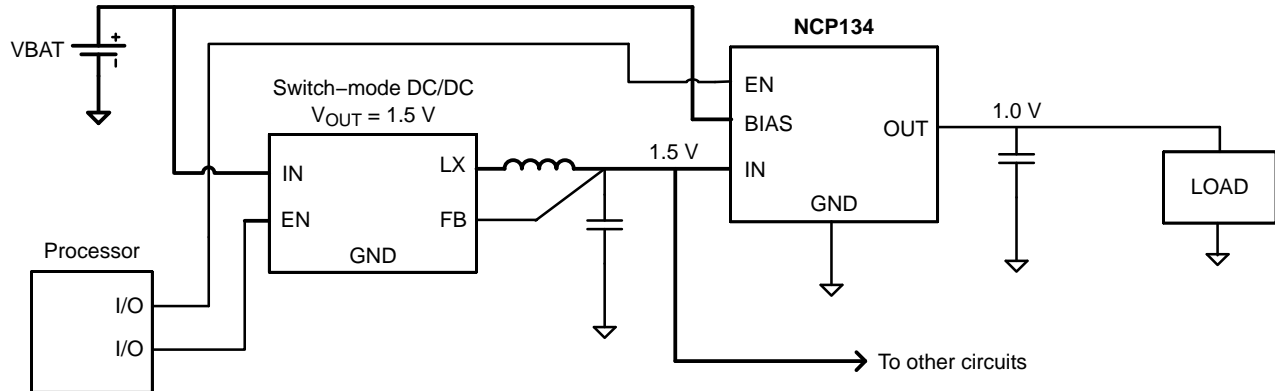 NCP134
VBAT
+
−
Switch−mode DC/DC
VOUT = 1.5 V
EN
BIAS
OUT
1.0 V
IN
LX
1.5 V
IN
LOAD
EN
FB
GND
GND
Processor
I/O
I/O
To other circuits